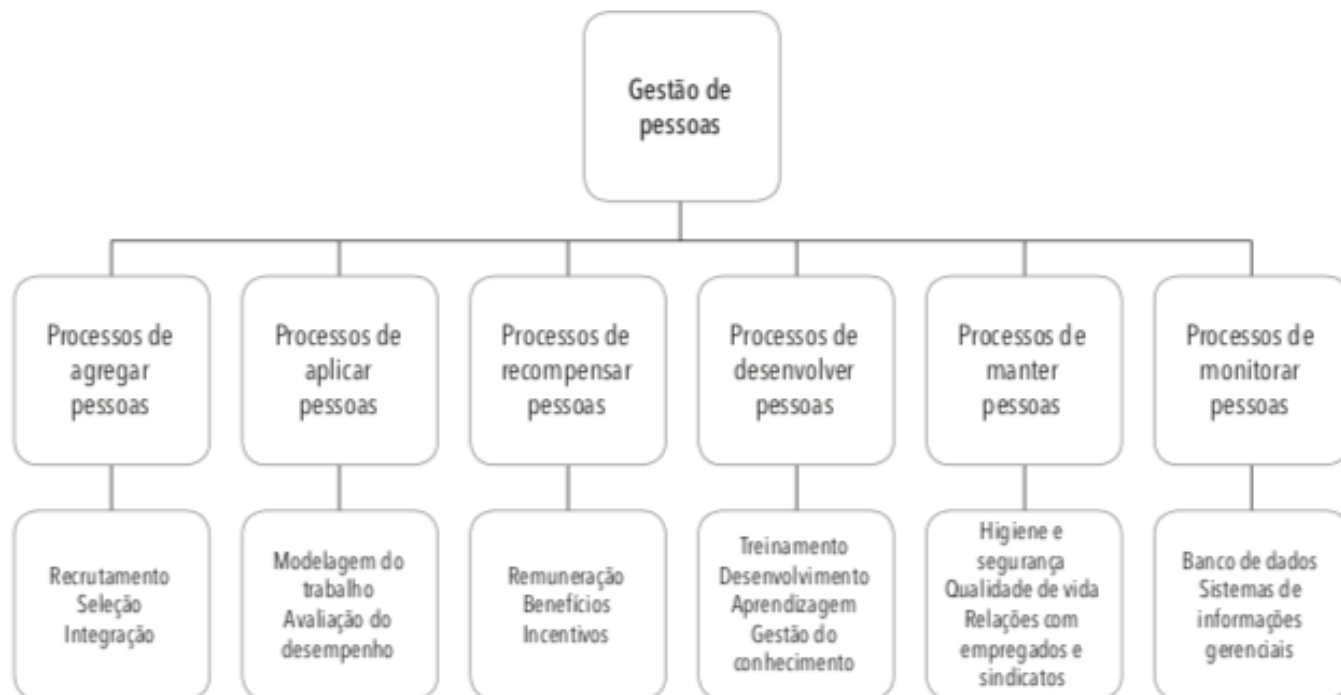 Gestão de
pessoas
Processos de
agregar
pessoas
Processos de
aplicar
pessoas
Processos de
recompensar
pessoas
Processos de
desenvolver
pessoas
Processos de
manter
pessoas
Processos de
monitorar
pessoas
Recrutamento
Seleção
Integração
Modelagem do
trabalho
Avaliação do
desempenho
Remuneração
Benefícios
Incentivos
Treinamento
Desenvolvimento
Aprendizagem
Gestão do
conhecimento
Higiene e
segurança
Qualidade de vida
Relações com
empregados e
sindicatos
Banco de dados
Sistemas de
informações
gerenciais